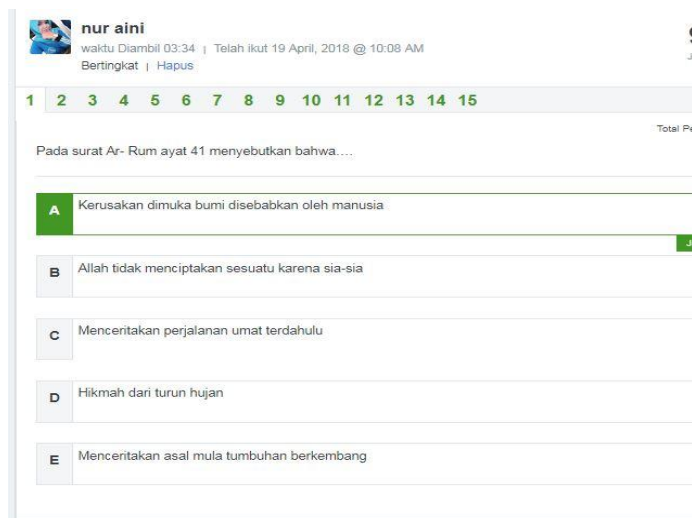 nur aini
waktu Diambil 03:34 | Telah ikut 19 April, 2018 @ 10:08 AM
Bertingkat | Hapus
1 2 3 4 5 6 7 8 9 10 11 12 13 14 15
Pada surat Ar- Rum ayat 41 menyebutkan bahwa....
A Kerusakan dimuka bumi disebabkan oleh manusia
B Allah tidak menciptakan sesuatu karena sia-sia
C Menceritakan perjalanan umat terdahulu
D Hikmah dari turun hujan
E Menceritakan asal mula tumbuhan berkembang